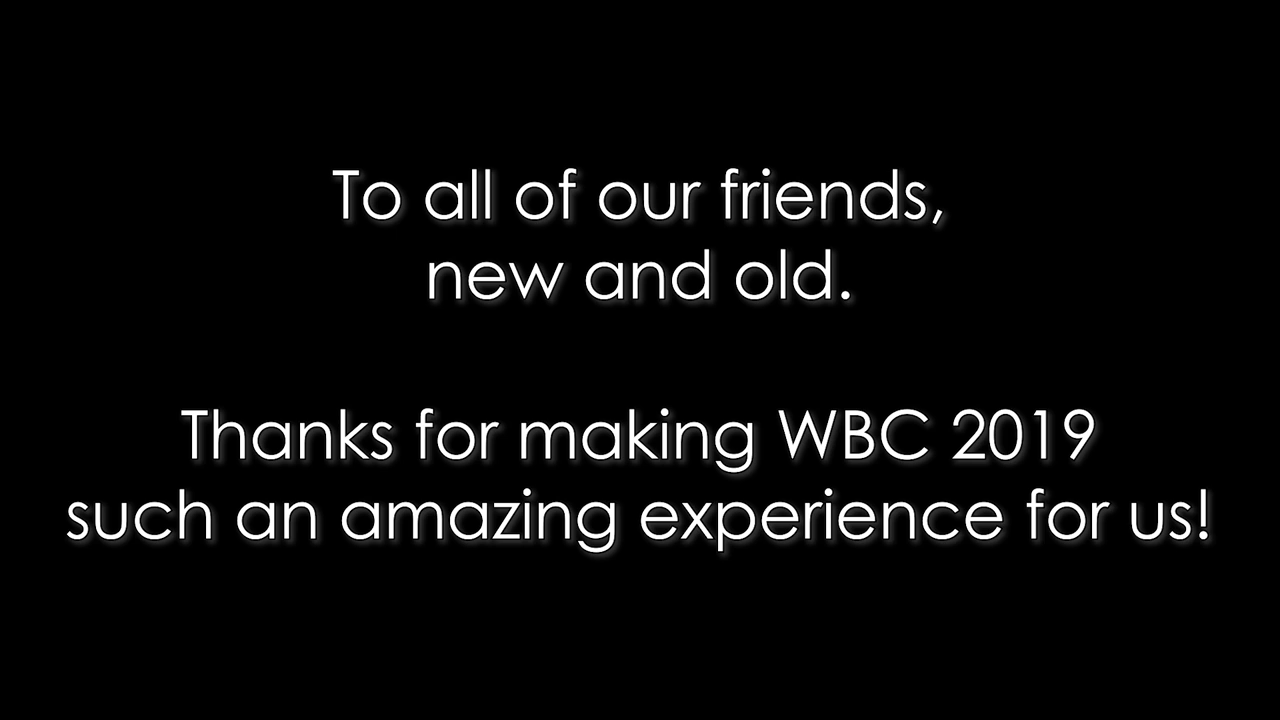 To all of our friends,
new and old.
Thanks for making WBC 2019
such an amazing experience for us!